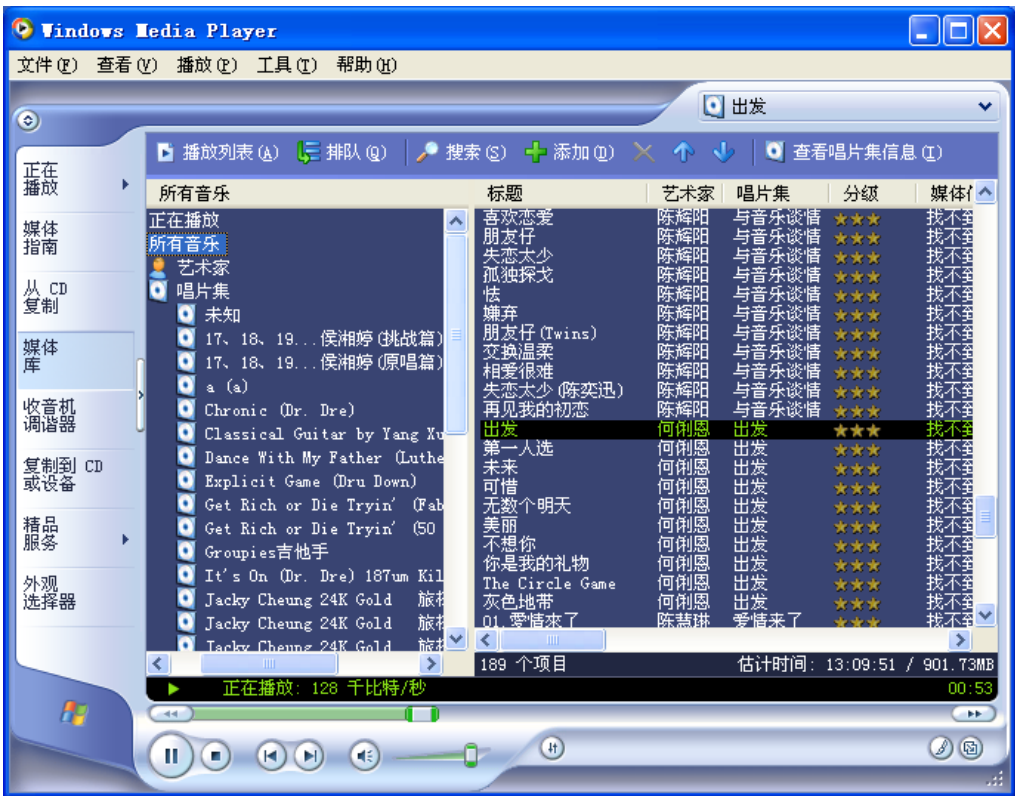 Windows Media Player
文件(F) 查看(V) 播放(P) 工具(T) 帮助(H)
出发
播放列表(A) 排队(Q) 搜索(S) 添加(D) 查看唱片集信息(I)
正在
播放
媒体
指南
从 CD
复制
媒体
库
收音机
调谐器
复制到 CD
或设备
精品
服务
外观
选择器
所有音乐
正在播放
所有音乐
艺术家
唱片集
未知
17、18、19...侯湘婷(挑战篇)
17、18、19...侯湘婷(原唱篇)
a (a)
Chronic (Dr. Dre)
Classical Guitar by Yang Xu
Dance With My Father (Luthe
Explicit Game (Dru Down)
Get Rich or Die Tryin' (Fab
Get Rich or Die Tryin' (50
Groupies吉他手
It's On (Dr. Dre) 187um Kil
Jacky Cheung 24K Gold 旅
Jacky Cheung 24K Gold 旅
Jacky Cheung 24K Gold 旅
标题 艺术家 唱片集 分级 媒体
喜欢恋爱 陈辉阳 与音乐谈情 找不到
朋友仔 陈辉阳 与音乐谈情 找不到
失恋太少 陈辉阳 与音乐谈情 找不到
孤独探戈 陈辉阳 与音乐谈情 找不到
怯 陈辉阳 与音乐谈情 找不到
嫌弃 陈辉阳 与音乐谈情 找不到
朋友仔(Twins) 陈辉阳 与音乐谈情 找不到
交换温柔 陈辉阳 与音乐谈情 找不到
相爱很难 陈辉阳 与音乐谈情 找不到
失恋太少(陈奕迅) 陈辉阳 与音乐谈情 找不到
再见我的初恋 陈辉阳 与音乐谈情 找不到
出发 何俐恩 出发 找不到
第一人选 何俐恩 出发 找不到
未来 何俐恩 出发 找不到
可惜 何俐恩 出发 找不到
无数个明天 何俐恩 出发 找不到
美丽 何俐恩 出发 找不到
不想你 何俐恩 出发 找不到
你是我的礼物 何俐恩 出发 找不到
The Circle Game 何俐恩 出发 找不到
灰色地带 何俐恩 出发 找不到
01.爱情來了 陈慧琳 爱情来了 找不到
189 个项目 估计时间: 13:09:51 / 901.73MB
正在播放: 128 千比特/秒 00:53